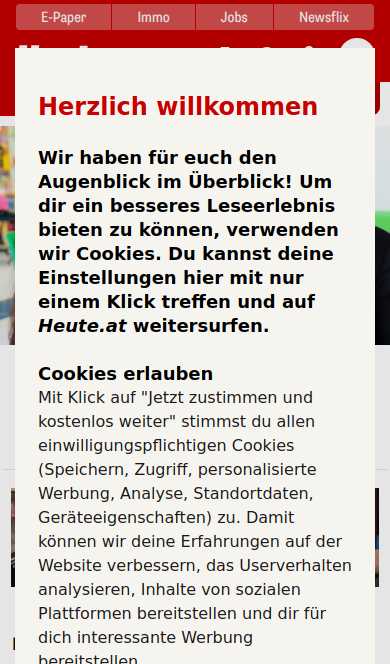 E-Paper
Immo
Jobs
Newsflix
Herzlich willkommen
Wir haben für euch den
Augenblick im Überblick! Um
dir ein besseres Leseerlebnis
bieten zu können, verwenden
wir Cookies. Du kannst deine
Einstellungen hier mit nur
einem Klick treffen und auf
Heute.at weitersurfen.
Cookies erlauben
Mit Klick auf "Jetzt zustimmen und
kostenlos weiter" stimmst du allen
einwilligungspflichtigen Cookies
(Speichern, Zugriff, personalisierte
Werbung, Analyse, Standortdaten,
Geräteeigenschaften) zu. Damit
können wir deine Erfahrungen auf der
Website verbessern, das Userverhalten
analysieren, Inhalte von sozialen
Plattformen bereitstellen und dir für
dich interessante Werbung
bereitstellen